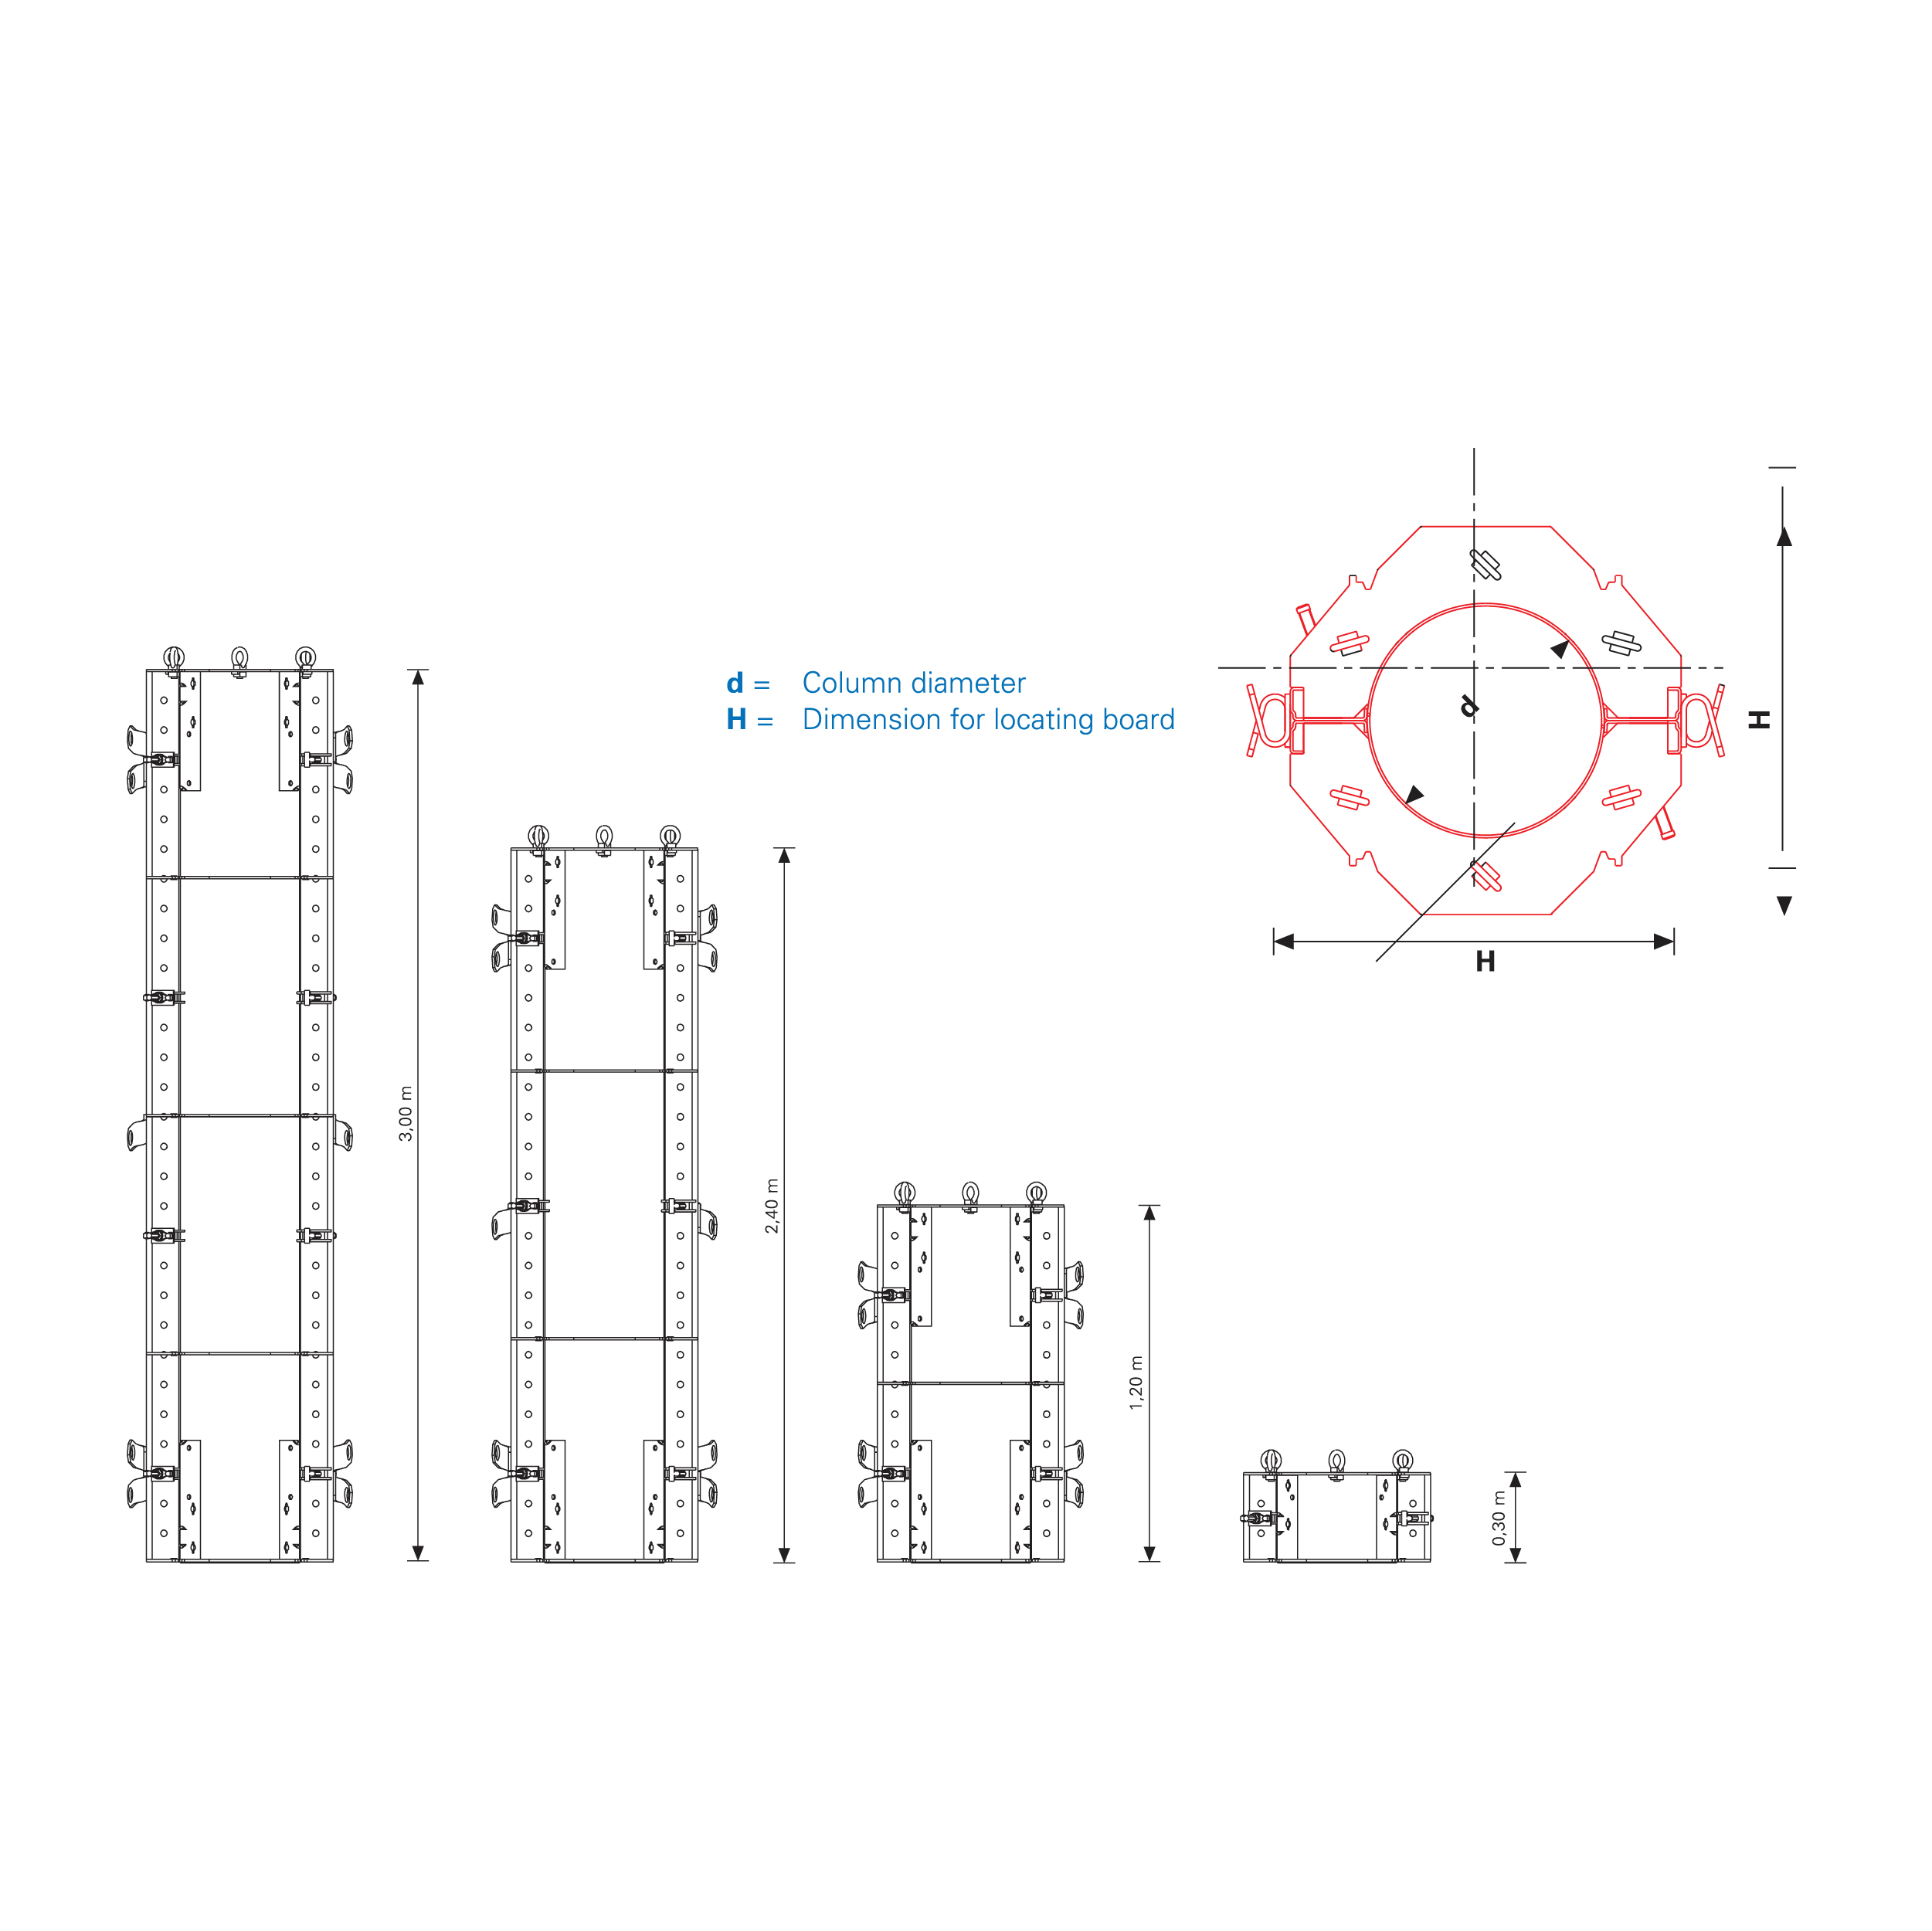 d = Column diameter
H = Dimension for locating board
d
H
H
3,00 m
2,40 m
1,20 m
0,30 m